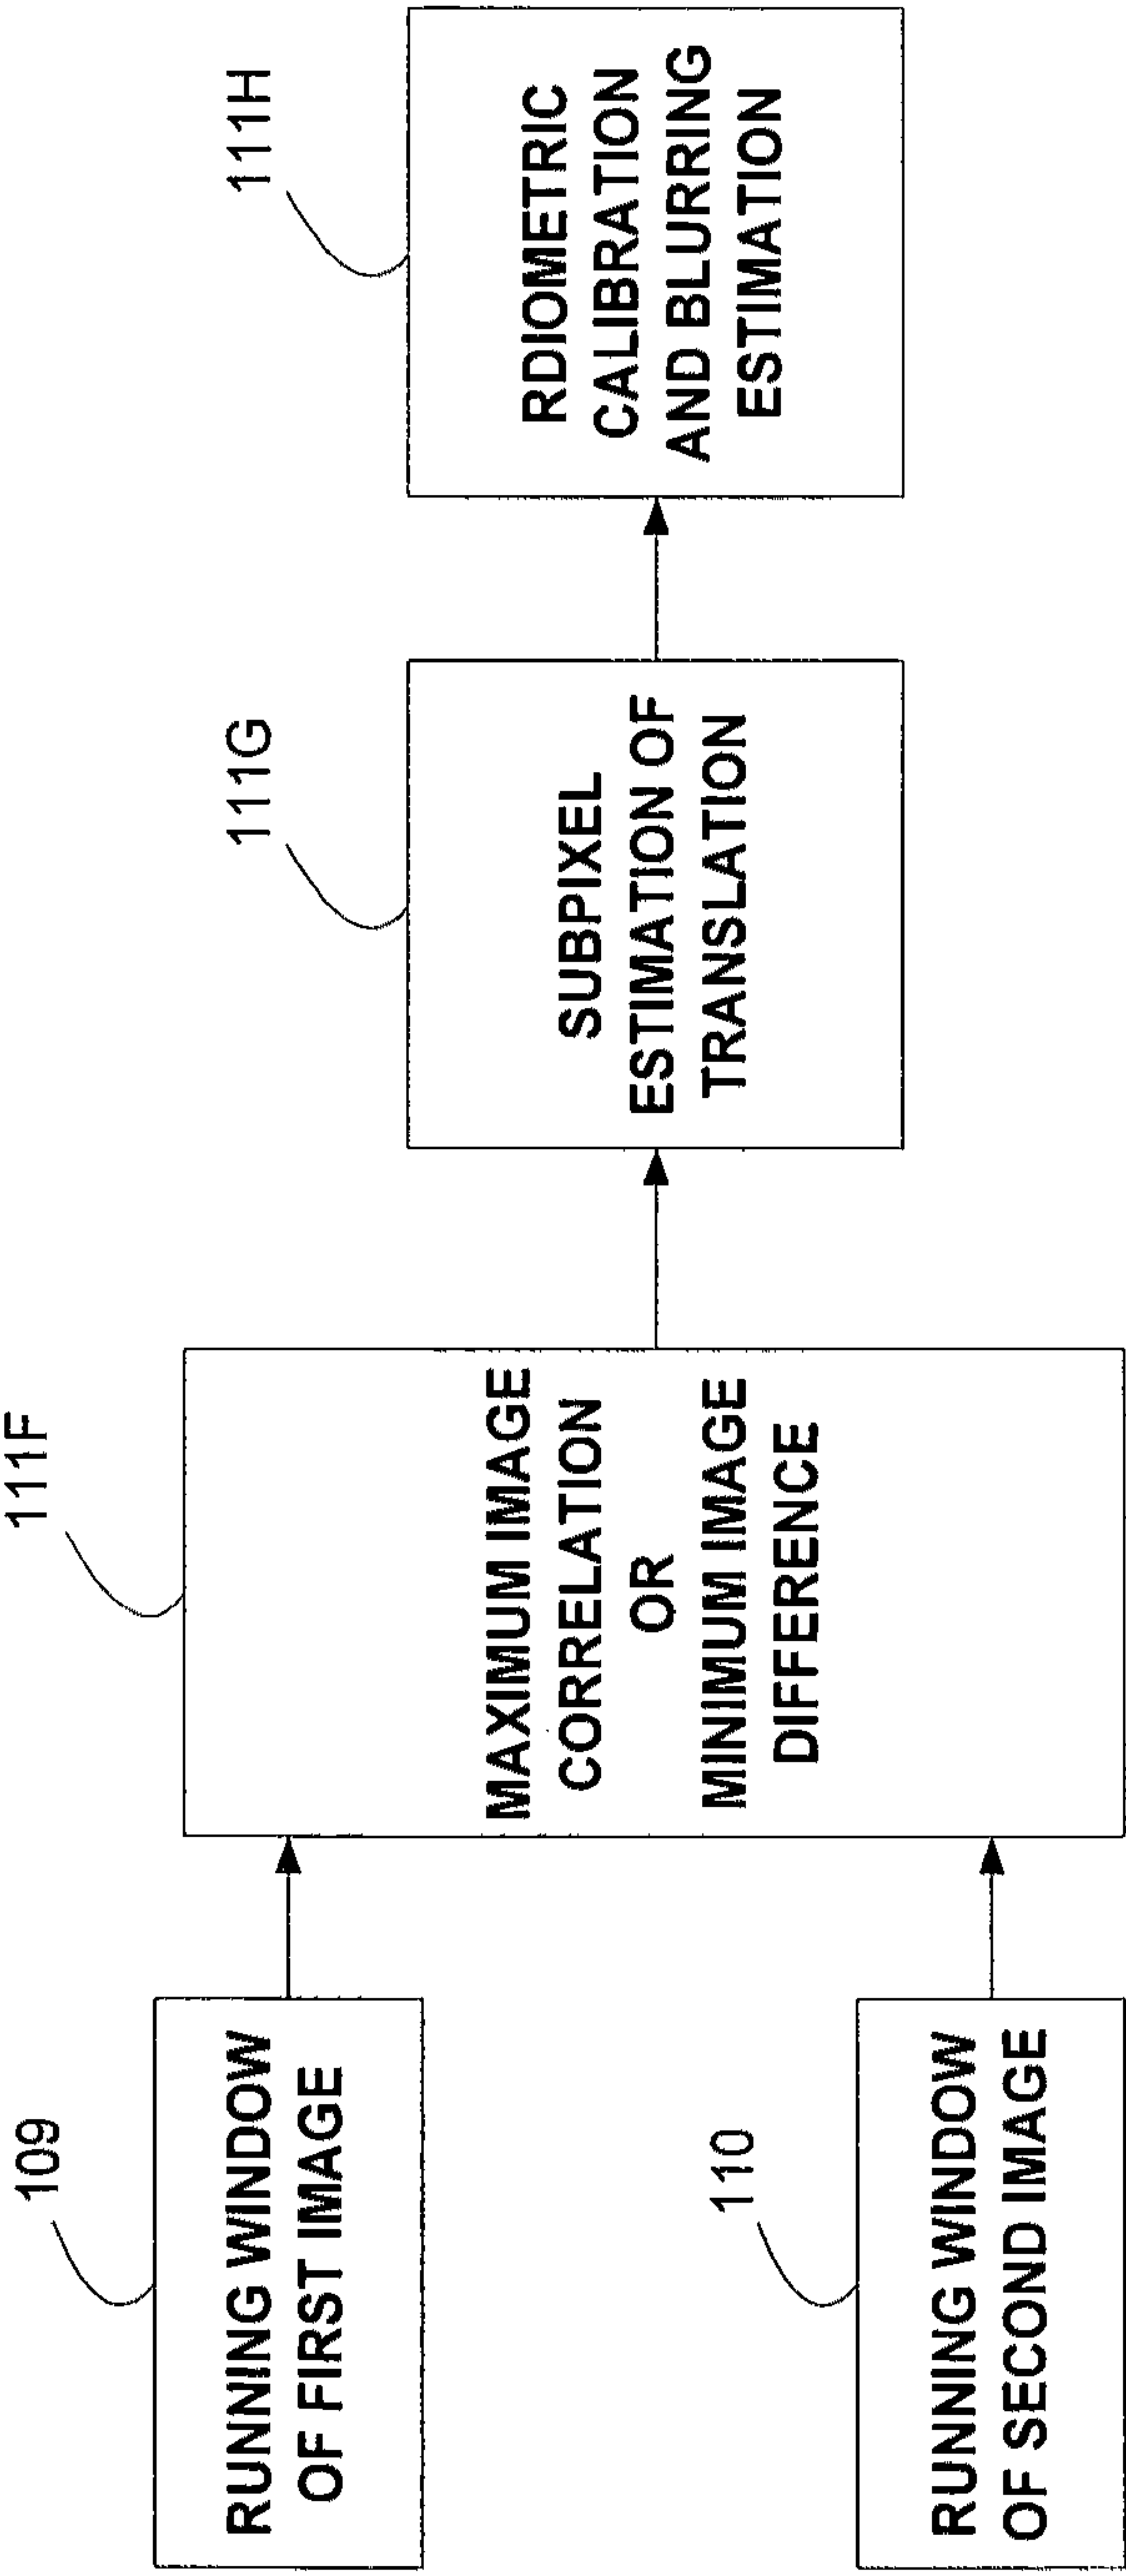 109
RUNNING WINDOW
OF FIRST IMAGE
110
RUNNING WINDOW
OF SECOND IMAGE
111F
MAXIMUM IMAGE
CORRELATION
OR
MINIMUM IMAGE
DIFFERENCE
111G
SUBPIXEL
ESTIMATION OF
TRANSLATION
111H
RDIOMETRIC
CALIBRATION
AND BLURRING
ESTIMATION